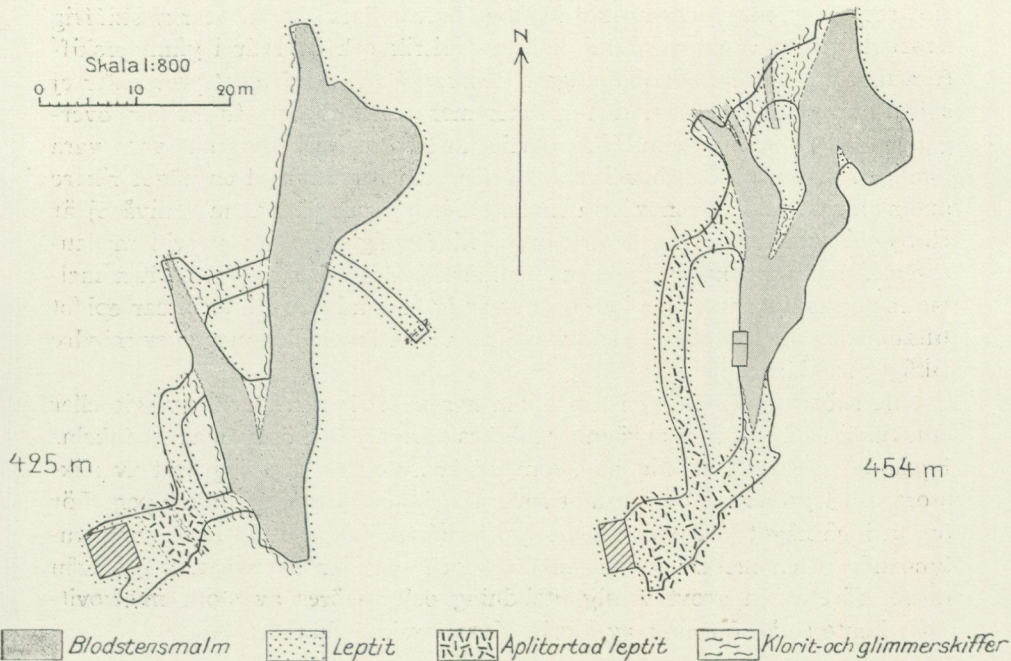 Skala 1:800
0 10 20 m
N
425 m
454 m
Blodstensmalm Leptit Aplitartad leptit Klorit-och glimmerskiffer